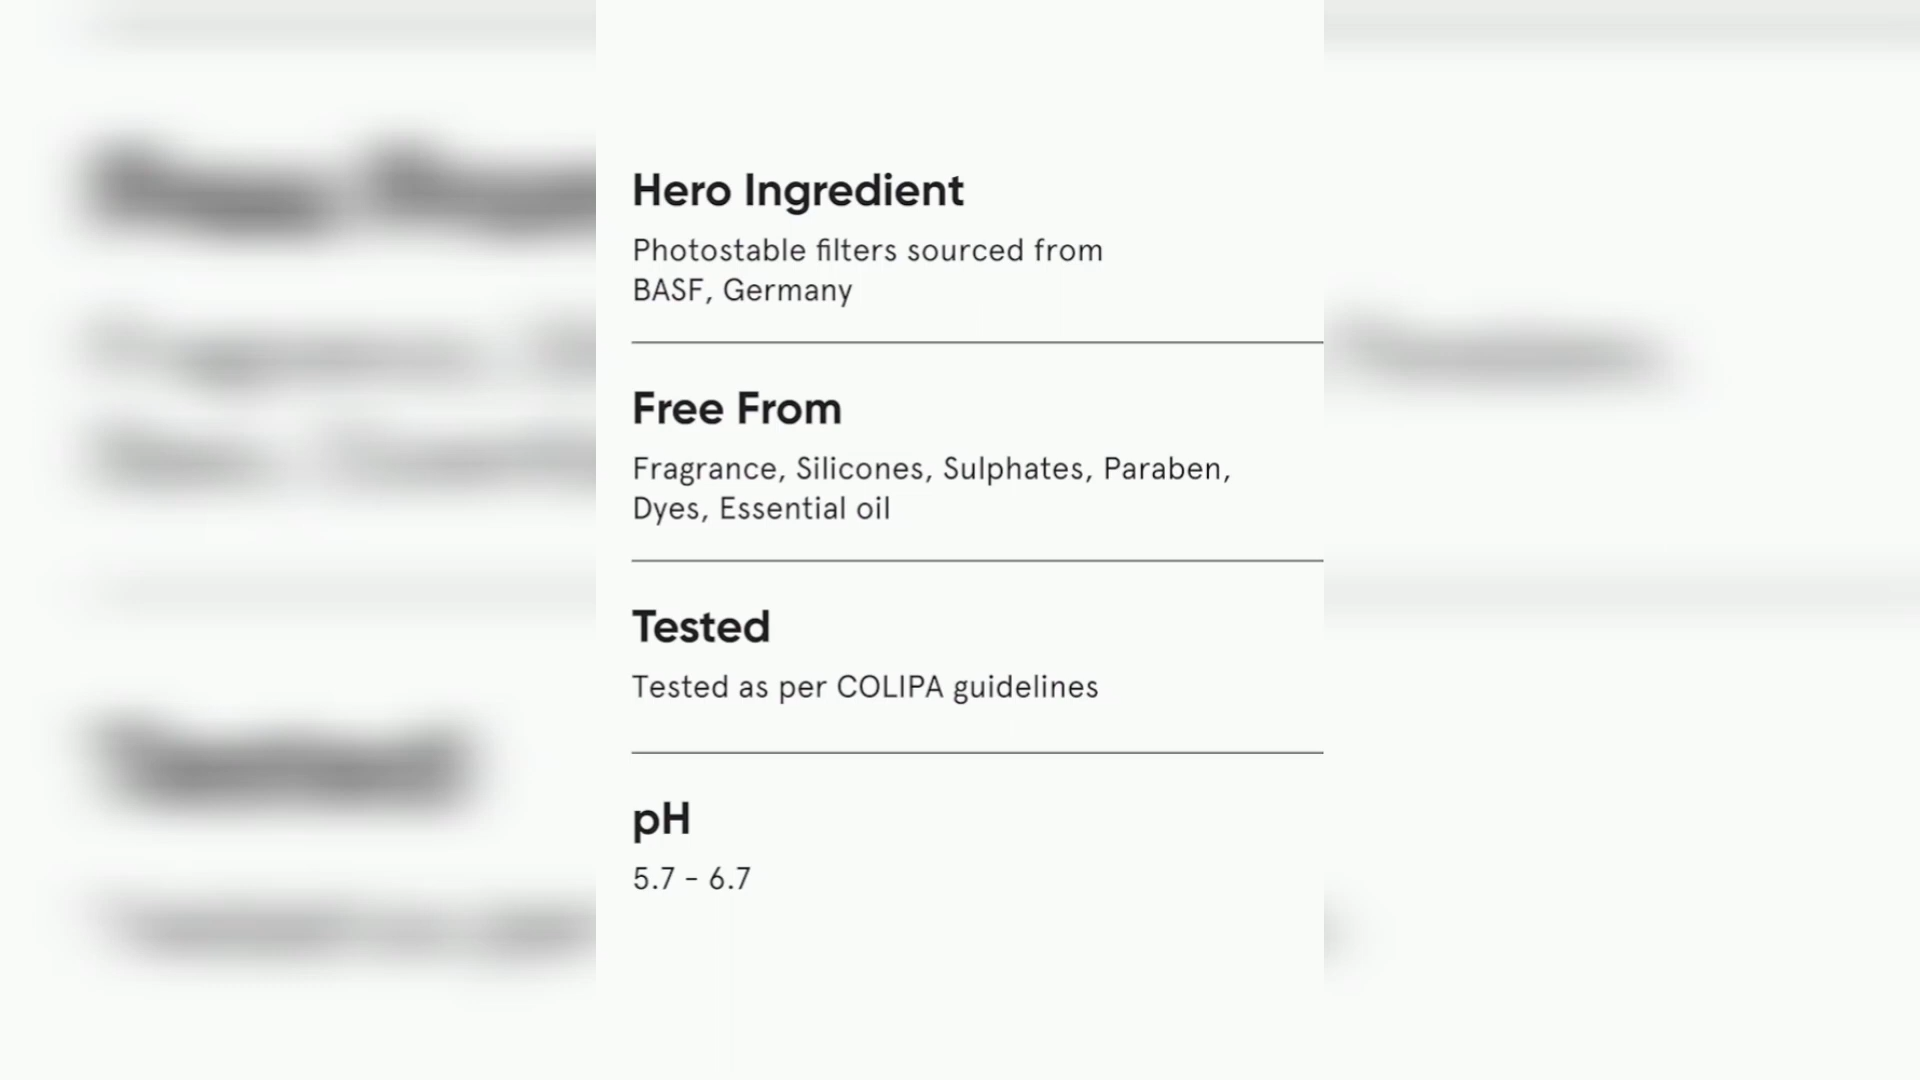 Hero Ingredient
Photostable filters sourced from
BASF, Germany
Free From
Fragrance, Silicones, Sulphates, Paraben,
Dyes, Essential oil
Tested
Tested as per COLIPA guidelines
pH
5.7 - 6.7